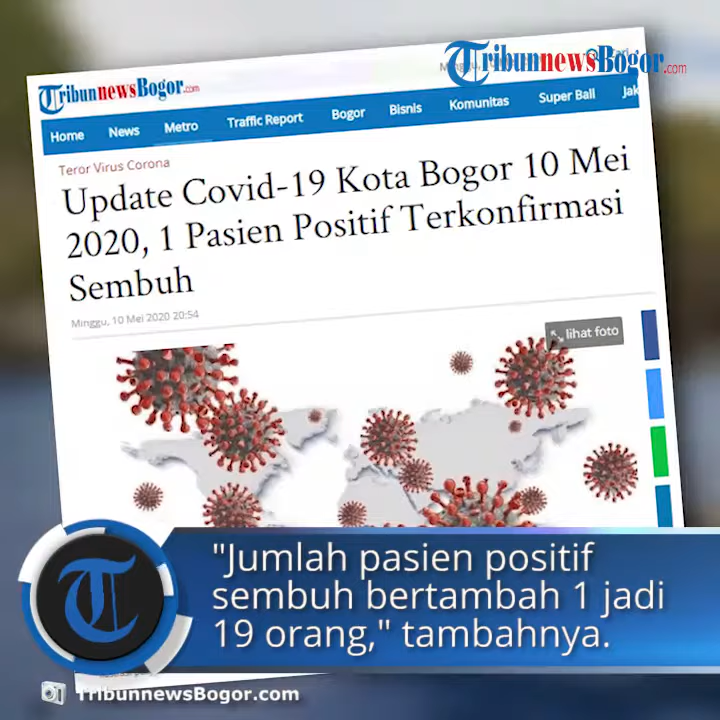 TribunnewsBogor.com
TribunnewsBogor.com
Home News Metro Traffic Report Bogor Bisnis Komunitas Super Ball Jak
Teror Virus Corona
Update Covid-19 Kota Bogor 10 Mei
2020, 1 Pasien Positif Terkonfirmasi
Sembuh
Minggu, 10 Mei 2020 20:54
lihat foto
"Jumlah pasien positif
sembuh bertambah 1 jadi
19 orang," tambahnya.
TribunnewsBogor.com